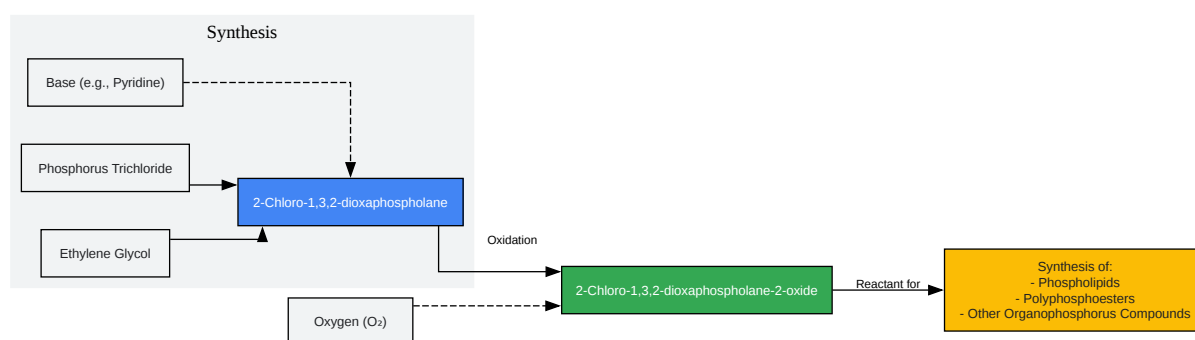 Synthesis
Base (e.g., Pyridine)
Phosphorus Trichloride
2-Chloro-1,3,2-dioxaphospholane
Ethylene Glycol
Oxidation
Oxygen (O₂)
2-Chloro-1,3,2-dioxaphospholane-2-oxide
Reactant for
Synthesis of:
- Phospholipids
- Polyphosphoesters
- Other Organophosphorus Compounds